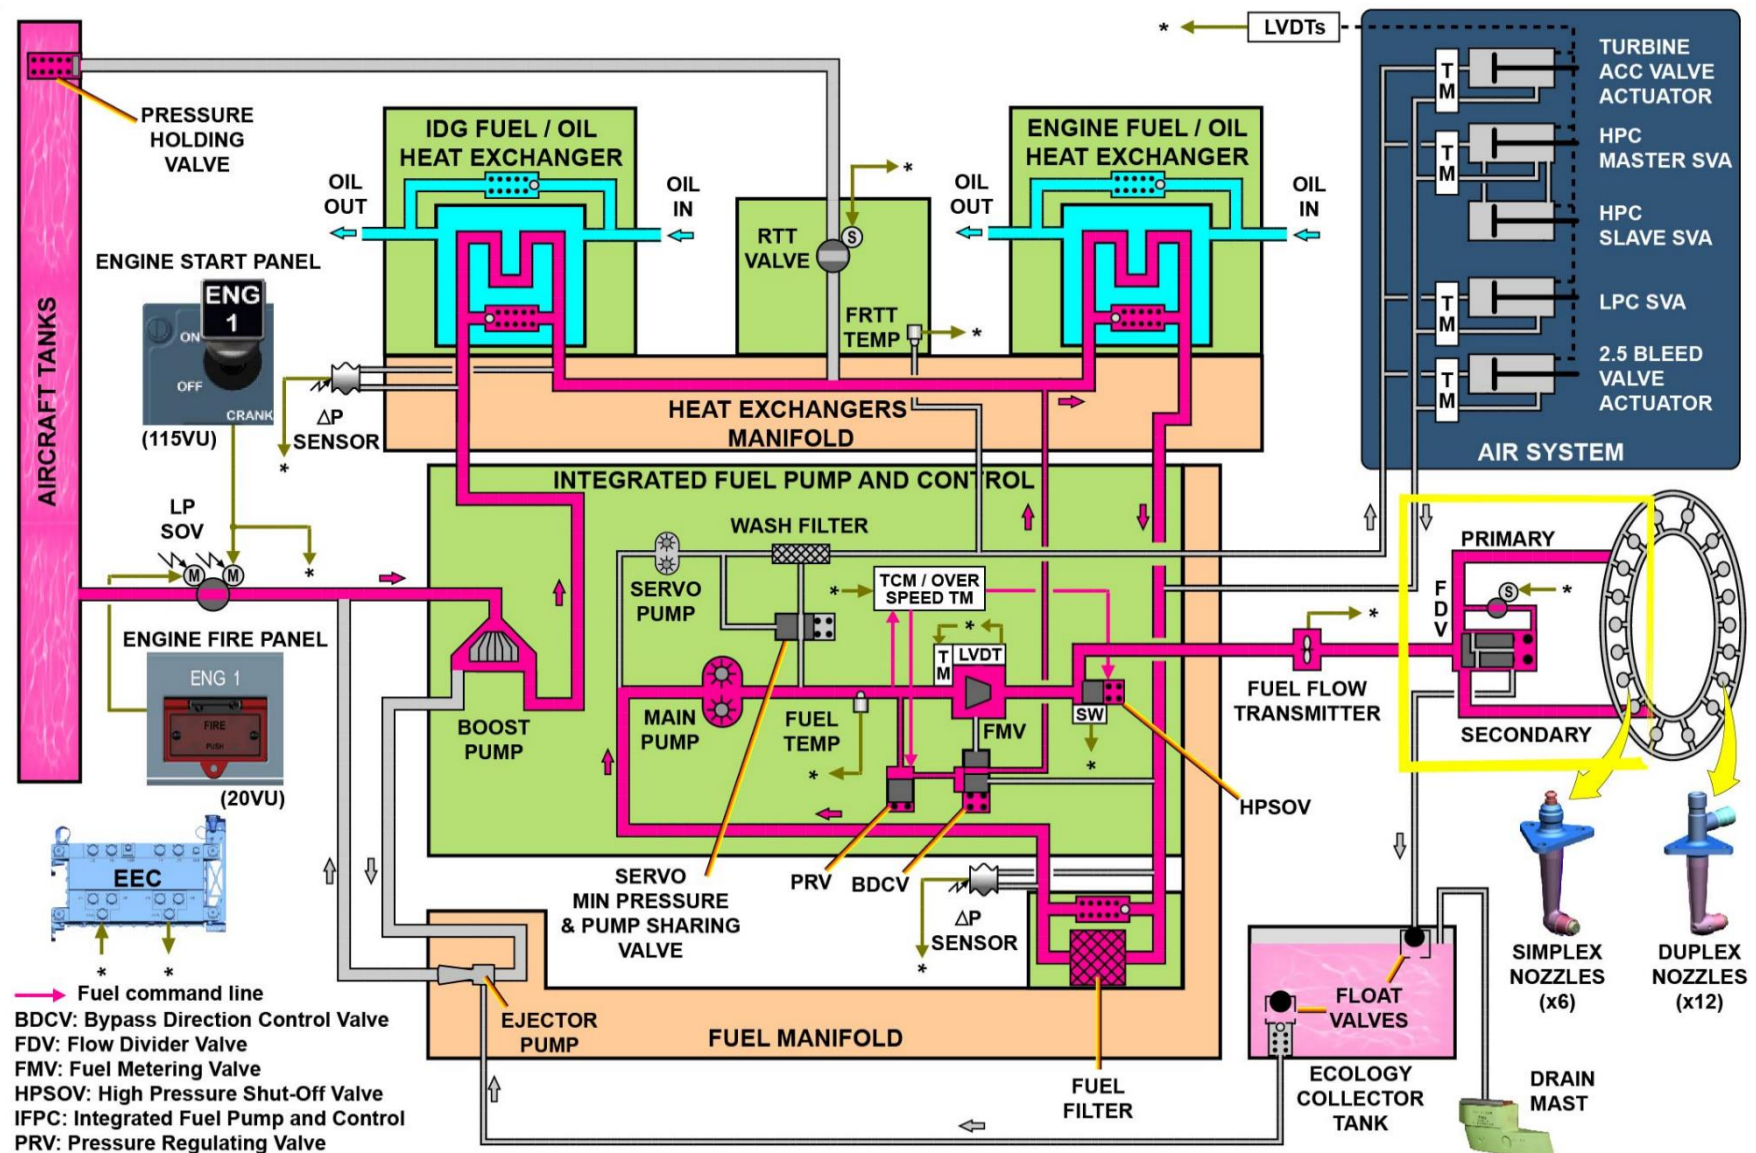 *
LVDTs
PRESSURE
HOLDING
VALVE
IDG FUEL / OIL
HEAT EXCHANGER
ENGINE FUEL / OIL
HEAT EXCHANGER
TURBINE
ACC VALVE
ACTUATOR
T
M
HPC
MASTER SVA
T
M
HPC
SLAVE SVA
LPC SVA
T
M
2.5 BLEED
VALVE
ACTUATOR
T
M
AIR SYSTEM
OIL
OUT
OIL
IN
OIL
OUT
OIL
IN
*
S
RTT
VALVE
FRTT
TEMP
*
AIRCRAFT TANKS
ENGINE START PANEL
ENG
1
ON
OFF
CRANK
(115VU)
ΔP
SENSOR
*
HEAT EXCHANGERS
MANIFOLD
INTEGRATED FUEL PUMP AND CONTROL
LP
SOV
M
M
*
WASH FILTER
SERVO
PUMP
*
TCM / OVER
SPEED TM
*
T
M
LVDT
ENGINE FIRE PANEL
ENG 1
FIRE
PUSH
(20VU)
BOOST
PUMP
MAIN
PUMP
FUEL
TEMP
*
FMV
SW
*
HPSOV
*
FUEL FLOW
TRANSMITTER
PRIMARY
F
D
V
S
*
SECONDARY
SERVO
MIN PRESSURE
& PUMP SHARING
VALVE
PRV
BDCV
ΔP
SENSOR
*
EEC
*
*
EJECTOR
PUMP
FUEL MANIFOLD
FUEL
FILTER
FLOAT
VALVES
ECOLOGY
COLLECTOR
TANK
DRAIN
MAST
SIMPLEX
NOZZLES
(x6)
DUPLEX
NOZZLES
(x12)
Fuel command line
BDCV: Bypass Direction Control Valve
FDV: Flow Divider Valve
FMV: Fuel Metering Valve
HPSOV: High Pressure Shut-Off Valve
IFPC: Integrated Fuel Pump and Control
PRV: Pressure Regulating Valve